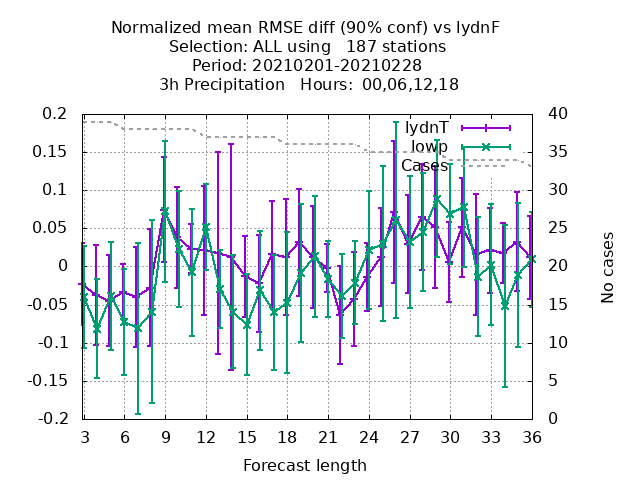 Normalized mean RMSE diff (90% conf) vs lydnF
Selection: ALL using   187 stations
Period: 20210201-20210228
3h Precipitation   Hours:  00,06,12,18
lydnT
lowp
Cases
0.2
0.15
0.1
0.05
0
-0.05
-0.1
-0.15
-0.2
40
35
30
25
20
15
10
5
0
No cases
3 6 9 12 15 18 21 24 27 30 33 36
Forecast length